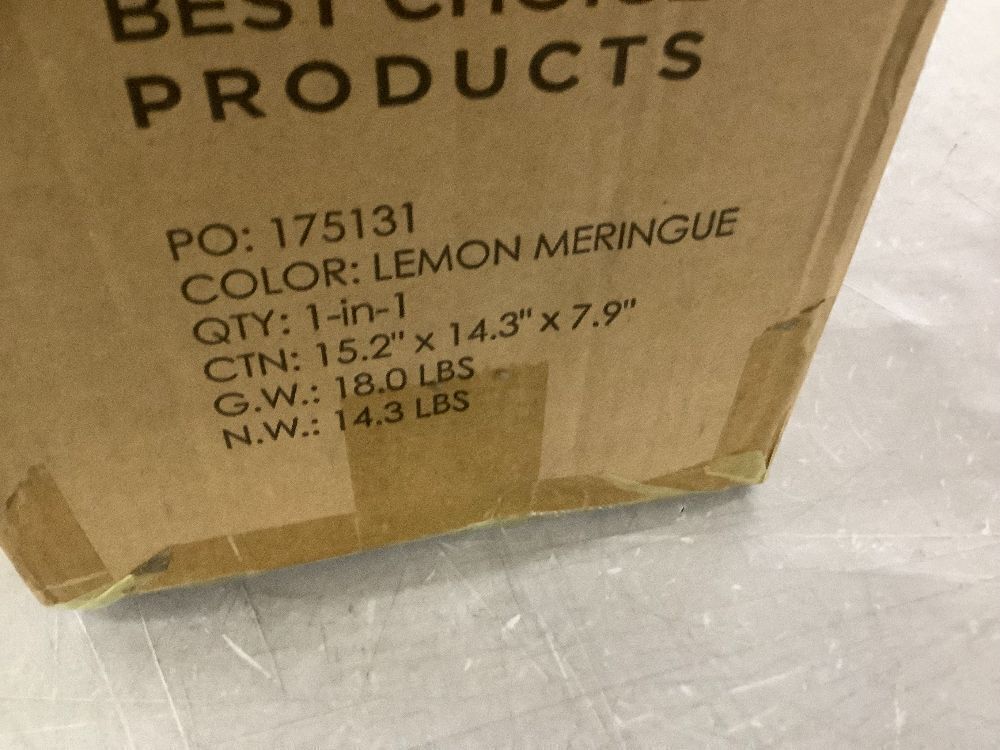 BEST CHOICE
PRODUCTS
PO: 175131
COLOR: LEMON MERINGUE
QTY: 1-in-1
CTN: 15.2" x 14.3" x 7.9"
G.W.: 18.0 LBS
N.W.: 14.3 LBS